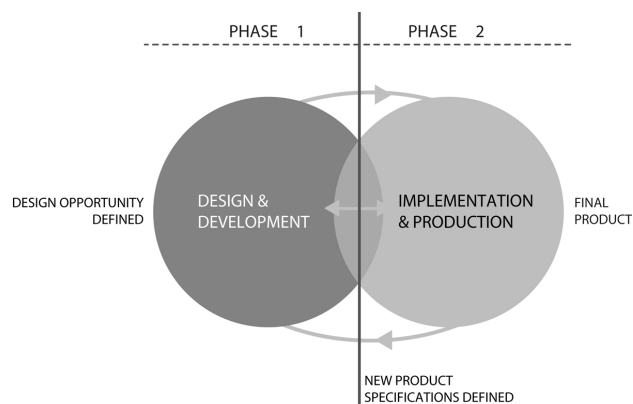 PHASE 1
PHASE 2
DESIGN OPPORTUNITY
DEFINED
DESIGN &
DEVELOPMENT
IMPLEMENTATION
& PRODUCTION
FINAL
PRODUCT
NEW PRODUCT
SPECIFICATIONS DEFINED